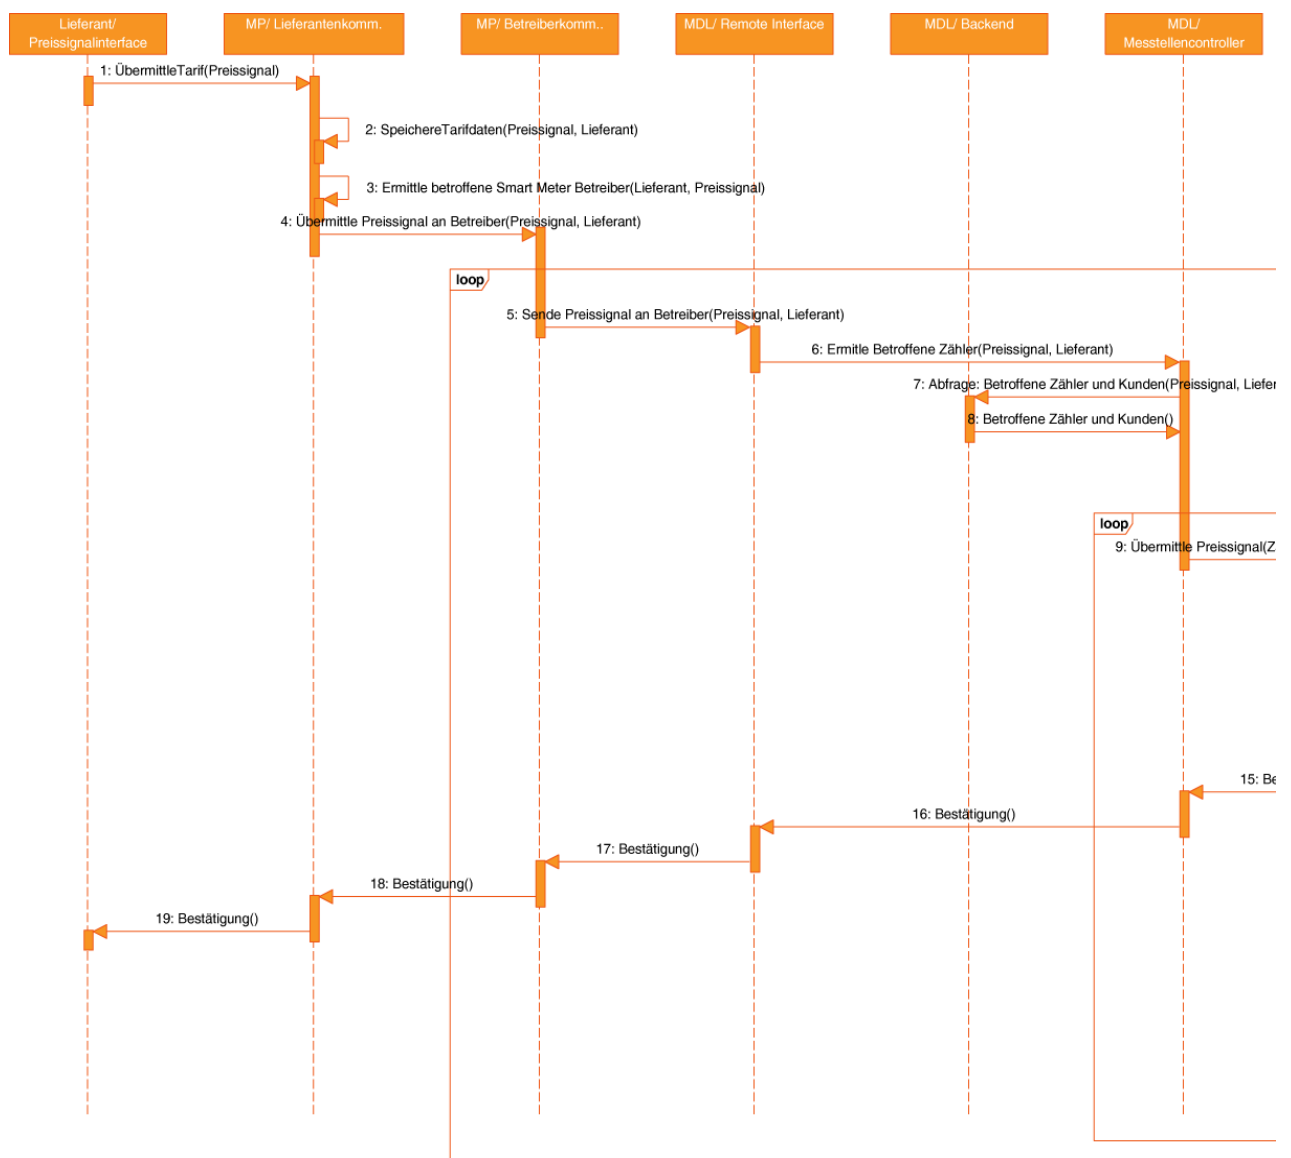 Lieferant/
Preissignalinterface
MP/ Lieferantenkomm.
MP/ Betreiberkomm..
MDL/ Remote Interface
MDL/ Backend
MDL/
Messtellencontroller
1: ÜbermittleTarif(Preissignal)
2: SpeichereTarifdaten(Preissignal, Lieferant)
3: Ermittle betroffene Smart Meter Betreiber(Lieferant, Preissignal)
4: Übermittle Preissignal an Betreiber(Preissignal, Lieferant)
loop
5: Sende Preissignal an Betreiber(Preissignal, Lieferant)
6: Ermitle Betroffene Zähler(Preissignal, Lieferant)
7: Abfrage: Betroffene Zähler und Kunden(Preissignal, Liefer
8: Betroffene Zähler und Kunden()
loop
9: Übermittle Preissignal(Z
15: Be
16: Bestätigung()
17: Bestätigung()
18: Bestätigung()
19: Bestätigung()